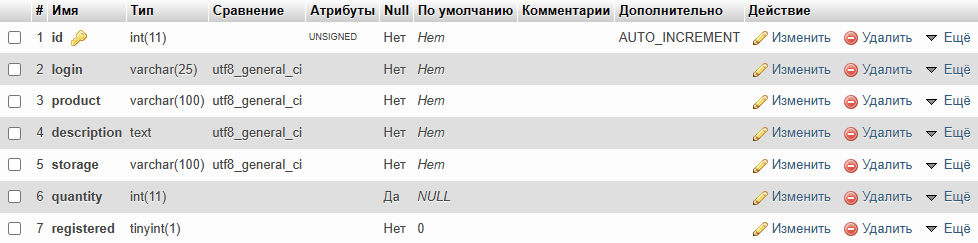 # Имя Тип Сравнение Атрибуты Null По умолчанию Комментарии Дополнительно Действие
1 id int(11) UNSIGNED Нет Нет AUTO_INCREMENT Изменить Удалить Ещё
2 login varchar(25) utf8_general_ci Нет Нет Изменить Удалить Ещё
3 product varchar(100) utf8_general_ci Нет Нет Изменить Удалить Ещё
4 description text utf8_general_ci Нет Нет Изменить Удалить Ещё
5 storage varchar(100) utf8_general_ci Нет Нет Изменить Удалить Ещё
6 quantity int(11) Да NULL Изменить Удалить Ещё
7 registered tinyint(1) Нет 0 Изменить Удалить Ещё